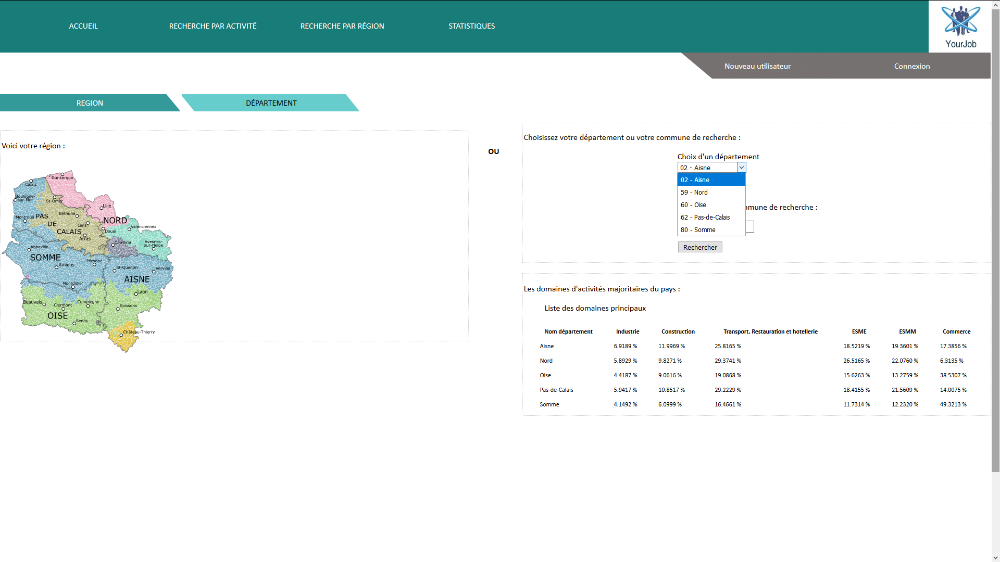 ACCUEIL RECHERCHE PAR ACTIVITÉ RECHERCHE PAR RÉGION STATISTIQUES
YourJob
Nouveau utilisateur Connexion
REGION DÉPARTEMENT
Voici votre région :
Dunkerque
Calais
Boulogne-
sur-Mer
St-Omer
Lille
Béthune
Montreuil
PAS
DE
CALAIS
Lens
NORD
Douai
Valenciennes
Arras
Cambrai
Avesnes-
sur-Helpe
Abbeville
SOMME
Amiens
Péronne
St-Quentin
Vervins
AISNE
Montdidier
Laon
Beauvais
Clermont
Compiègne
Soissons
OISE
Senlis
Château-Thierry
OU
Choisissez votre département ou votre commune de recherche :
Choix d'un département
02 - Aisne
02 - Aisne
59 - Nord
60 - Oise
62 - Pas-de-Calais
80 - Somme
mmune de recherche :
Rechercher
Les domaines d'activités majoritaires du pays :
Liste des domaines principaux
Nom département Industrie Construction Transport, Restauration et hotellerie ESME ESMM Commerce
Aisne 6.9189 % 11.9969 % 25.8165 % 18.5219 % 19.3601 % 17.3856 %
Nord 5.8929 % 9.8271 % 29.3741 % 26.5165 % 22.0760 % 6.3135 %
Oise 4.4187 % 9.0616 % 19.0868 % 15.6263 % 13.2759 % 38.5307 %
Pas-de-Calais 5.9417 % 10.8517 % 29.2229 % 18.4155 % 21.5609 % 14.0075 %
Somme 4.1492 % 6.0999 % 16.4661 % 11.7314 % 12.2320 % 49.3213 %